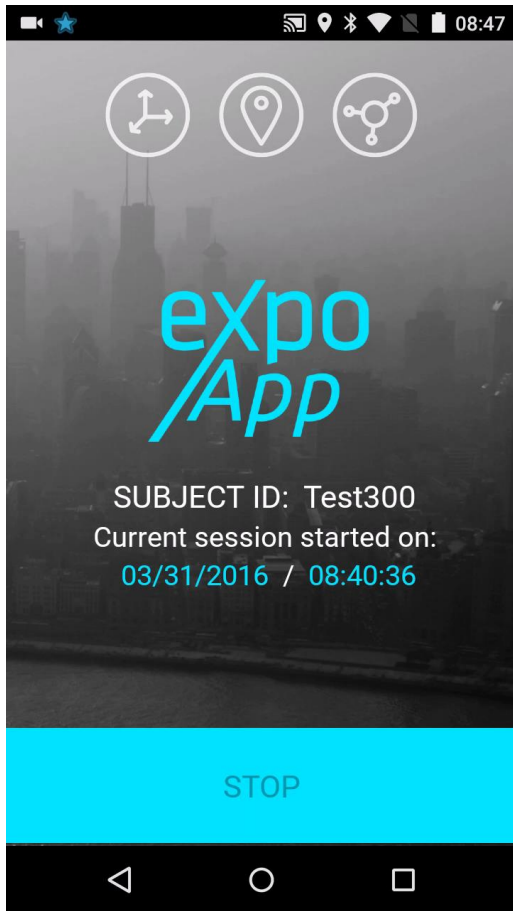 08:47
expo
App
SUBJECT ID: Test300
Current session started on:
03/31/2016 / 08:40:36
STOP